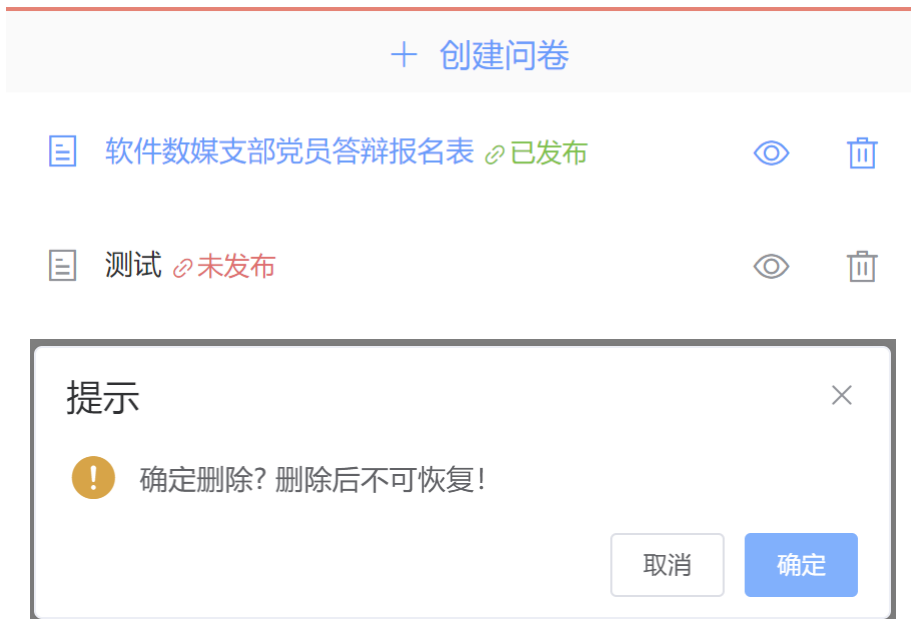 创建问卷
软件数媒支部党员答辩报名表 已发布
测试 未发布
提示
确定删除? 删除后不可恢复!
取消 确定